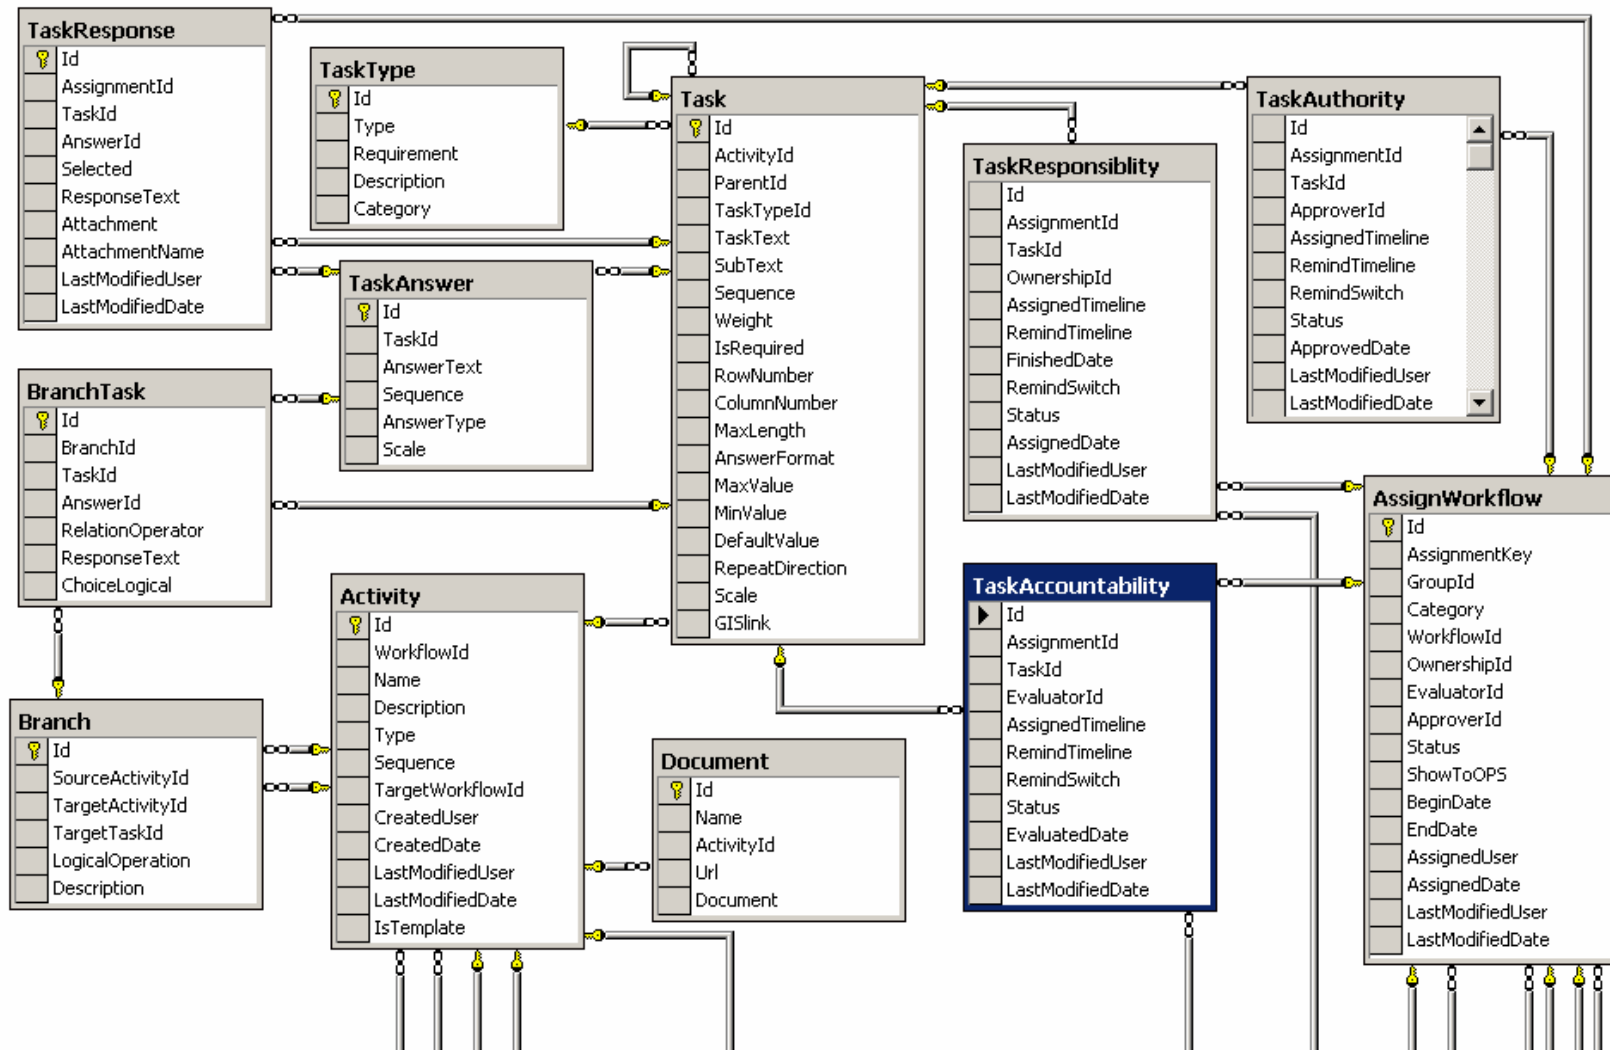 TaskResponse
Id
AssignmentId
TaskId
AnswerId
Selected
ResponseText
Attachment
AttachmentName
LastModifiedUser
LastModifiedDate
TaskType
Id
Type
Requirement
Description
Category
Task
Id
ActivityId
ParentId
TaskTypeId
TaskText
SubText
Sequence
Weight
IsRequired
RowNumber
ColumnNumber
MaxLength
AnswerFormat
MaxValue
MinValue
DefaultValue
RepeatDirection
Scale
GISlink
TaskAuthority
Id
AssignmentId
TaskId
ApproverId
AssignedTimeline
RemindTimeline
RemindSwitch
Status
ApprovedDate
LastModifiedUser
LastModifiedDate
TaskResponsiblity
Id
AssignmentId
TaskId
OwnershipId
AssignedTimeline
RemindTimeline
FinishedDate
RemindSwitch
Status
AssignedDate
LastModifiedUser
LastModifiedDate
TaskAnswer
Id
TaskId
AnswerText
Sequence
AnswerType
Scale
BranchTask
Id
BranchId
TaskId
AnswerId
RelationOperator
ResponseText
ChoiceLogical
AssignWorkflow
Id
AssignmentKey
GroupId
Category
WorkflowId
OwnershipId
EvaluatorId
ApproverId
Status
ShowToOPS
BeginDate
EndDate
AssignedUser
AssignedDate
LastModifiedUser
LastModifiedDate
Activity
Id
WorkflowId
Name
Description
Type
Sequence
TargetWorkflowId
CreatedUser
CreatedDate
LastModifiedUser
LastModifiedDate
IsTemplate
TaskAccountability
Id
AssignmentId
TaskId
EvaluatorId
AssignedTimeline
RemindTimeline
RemindSwitch
Status
EvaluatedDate
LastModifiedUser
LastModifiedDate
Branch
Id
SourceActivityId
TargetActivityId
TargetTaskId
LogicalOperation
Description
Document
Id
Name
ActivityId
Url
Document